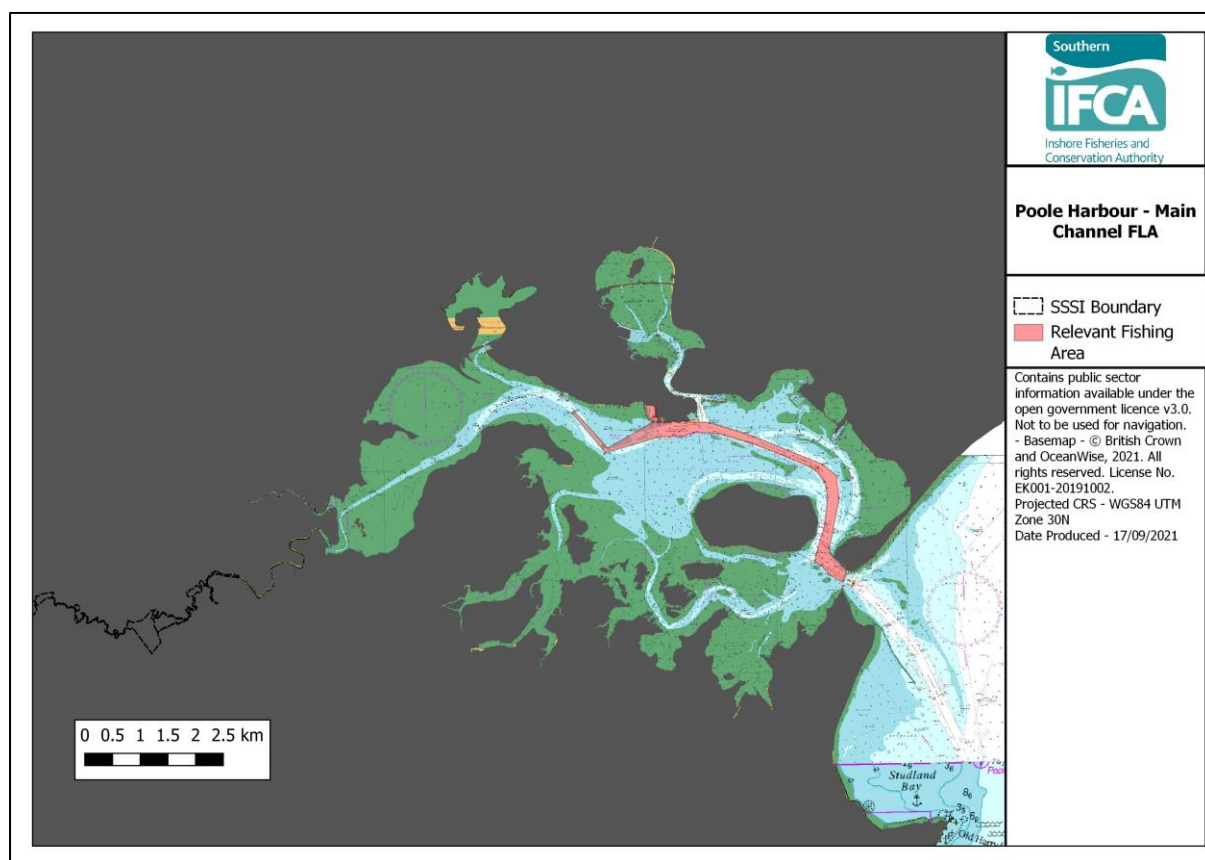 Southern
IFCA
Inshore Fisheries and
Conservation Authority
Poole Harbour - Main
Channel FLA
SSSI Boundary
Relevant Fishing
Area
Contains public sector
information available under the
open government licence v3.0.
Not to be used for navigation.
- Basemap - © British Crown
and OceanWise, 2021. All
rights reserved. License No.
EK001-20191002.
Projected CRS - WGS84 UTM
Zone 30N
Date Produced - 17/09/2021
0 0.5 1 1.5 2 2.5 km
Studland
Bay